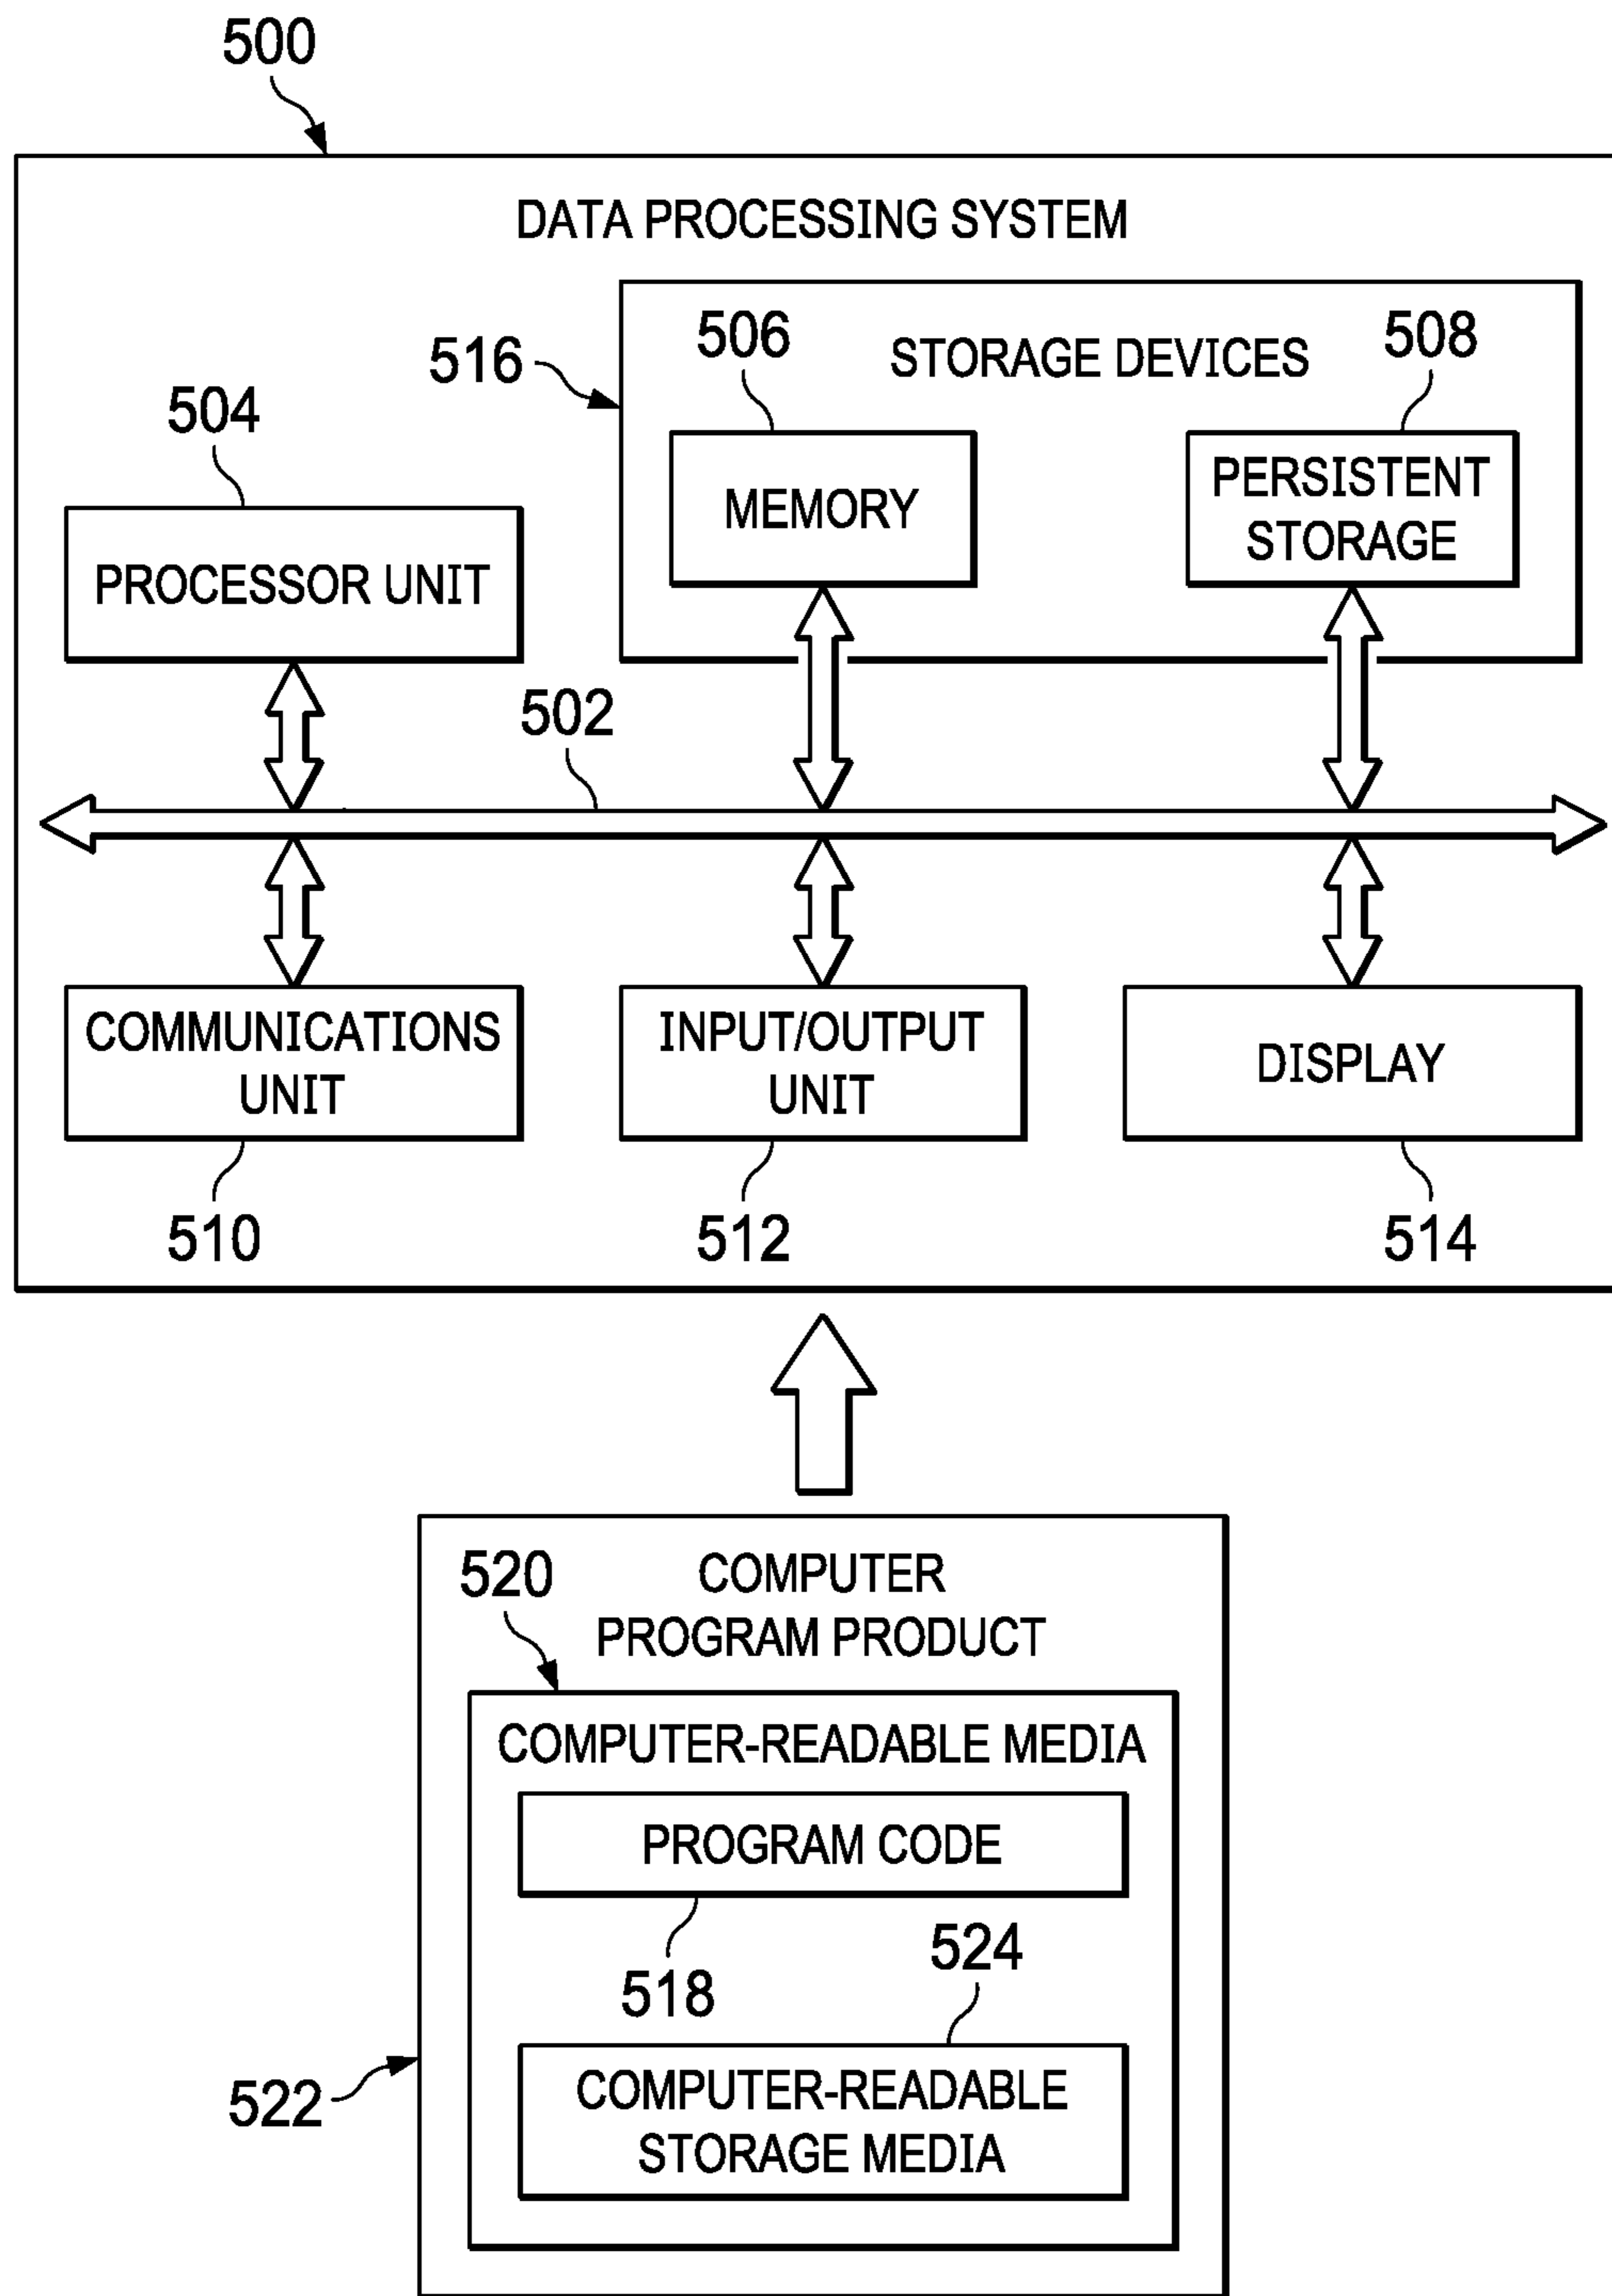 500
DATA PROCESSING SYSTEM
516
506
STORAGE DEVICES
508
504
MEMORY
PERSISTENT
STORAGE
PROCESSOR UNIT
502
COMMUNICATIONS
UNIT
INPUT/OUTPUT
UNIT
DISPLAY
510
512
514
520
COMPUTER
PROGRAM PRODUCT
COMPUTER-READABLE MEDIA
PROGRAM CODE
518
524
522
COMPUTER-READABLE
STORAGE MEDIA